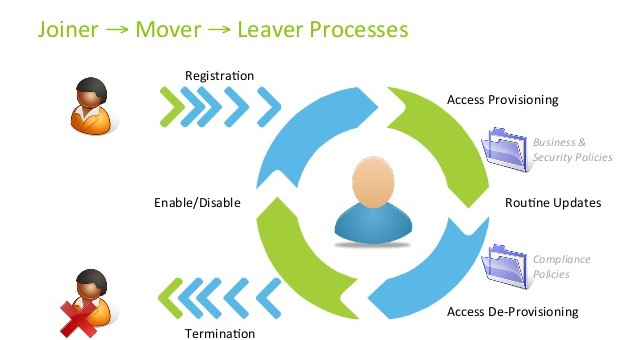 Joiner → Mover → Leaver Processes
Registration
Access Provisioning
Business &
Security Policies
Enable/Disable
Routine Updates
Compliance
Policies
Access De-Provisioning
Termination